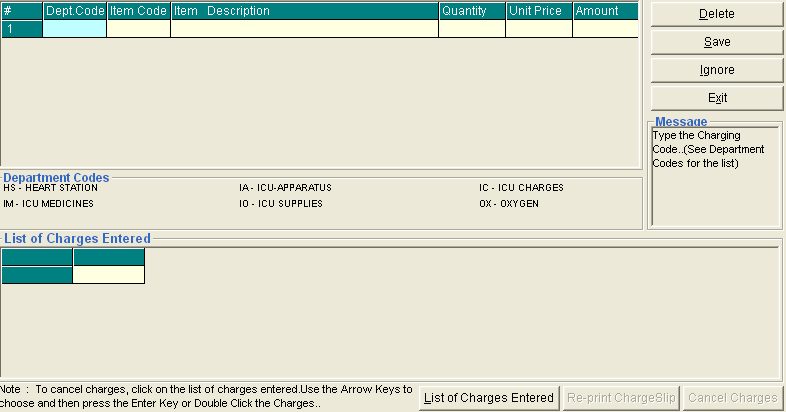 # Dept.Code Item Code Item Description Quantity Unit Price Amount
1
Delete
Save
Ignore
Exit
Message
Type the Charging
Code..(See Department
Codes for the list)
Department Codes
HS - HEART STATION IA - ICU-APPARATUS IC - ICU CHARGES
IM - ICU MEDICINES IO - ICU SUPPLIES OX - OXYGEN
List of Charges Entered
Note : To cancel charges, click on the list of charges entered.Use the Arrow Keys to
choose and then press the Enter Key or Double Click the Charges..
List of Charges Entered Re-print ChargeSlip Cancel Charges